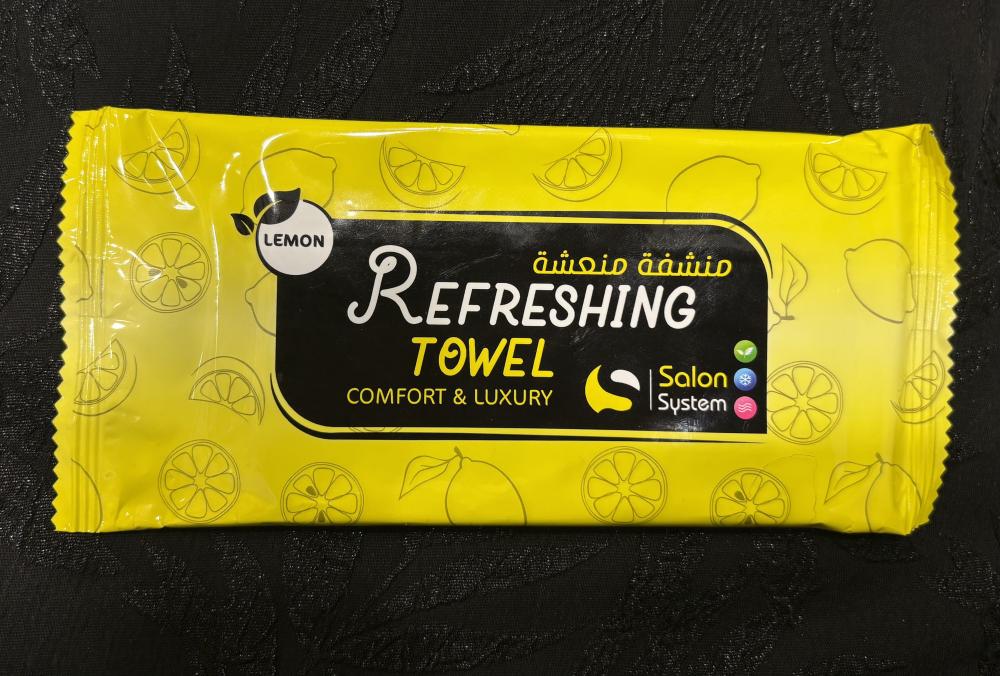 LEMON
منشفة منعشة
REFRESHING
TOWEL
COMFORT & LUXURY
Salon
System